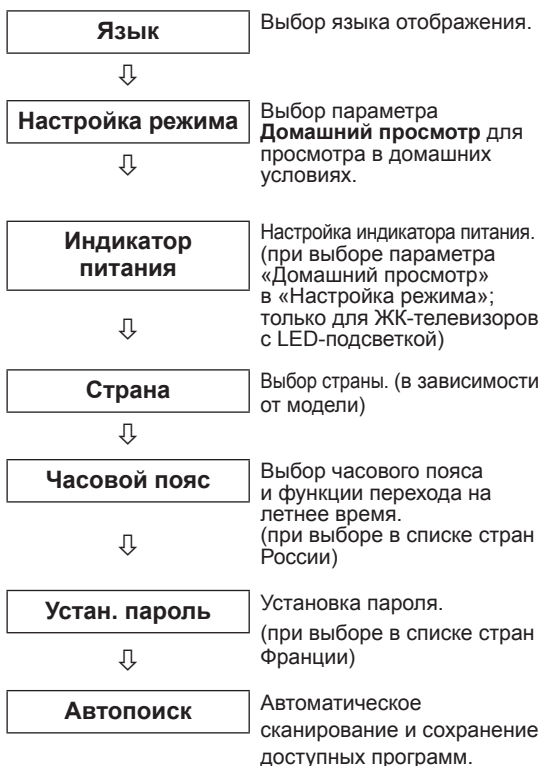 Язык
Выбор языка отображения.
Настройка режима
Выбор параметра
Домашний просмотр для
просмотра в домашних
условиях.
Индикатор
питания
Настройка индикатора питания.
(при выборе параметра
«Домашний просмотр»
в «Настройка режима»;
только для ЖК-телевизоров
с LED-подсветкой)
Страна
Выбор страны. (в зависимости
от модели)
Часовой пояс
Выбор часового пояса
и функции перехода на
летнее время.
(при выборе в списке стран
России)
Устан. пароль
Установка пароля.
(при выборе в списке стран
Франции)
Автопоиск
Автоматическое
сканирование и сохранение
доступных программ.